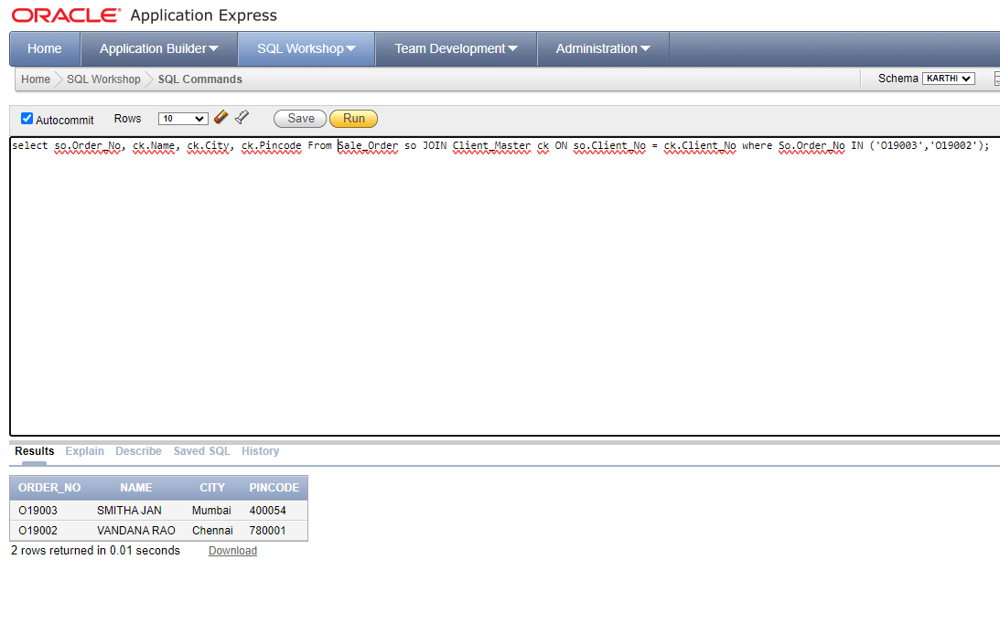 ORACLE® Application Express
Home Application Builder SQL Workshop Team Development Administration
Home SQL Workshop SQL Commands Schema KARTHI
Autocommit Rows 10 Save Run
select so.Order_No, ck.Name, ck.City, ck.Pincode From Sale_Order so JOIN Client_Master ck ON so.Client_No = ck.Client_No where So.Order_No IN ('O19003','O19002');
Results Explain Describe Saved SQL History
ORDER_NO NAME CITY PINCODE
O19003 SMITHA JAN Mumbai 400054
O19002 VANDANA RAO Chennai 780001
2 rows returned in 0.01 seconds Download